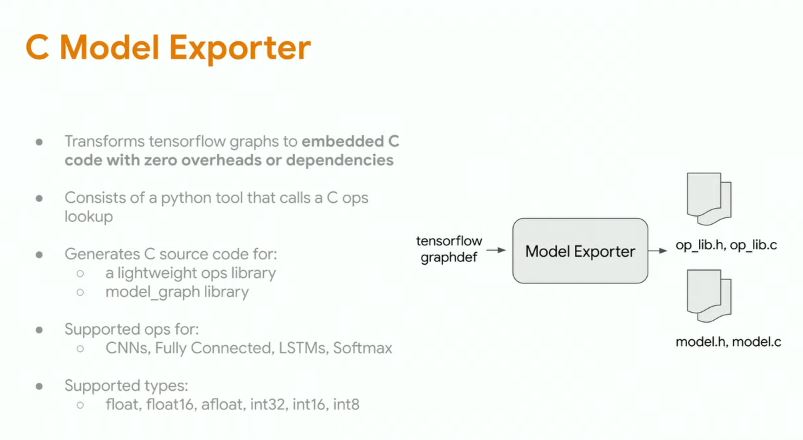 C Model Exporter
● Transforms tensorflow graphs to embedded C
code with zero overheads or dependencies
● Consists of a python tool that calls a C ops
lookup
● Generates C source code for:
○ a lightweight ops library
○ model_graph library
● Supported ops for:
○ CNNs, Fully Connected, LSTMs, Softmax
● Supported types:
○ float, float16, afloat, int32, int16, int8
tensorflow
graphdef
Model Exporter
op_lib.h, op_lib.c
model.h, model.c